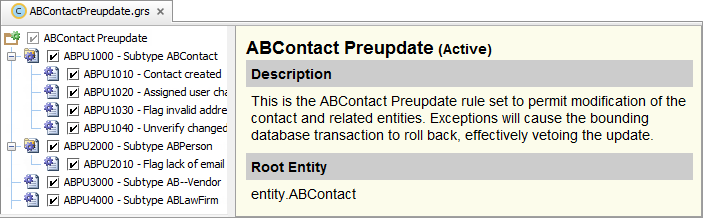 ABContactPreupdate.grs
ABContact Preupdate
ABPU1000 - Subtype ABContact
ABPU1010 - Contact created
ABPU1020 - Assigned user cha
ABPU1030 - Flag invalid addre
ABPU1040 - Unverify changed
ABPU2000 - Subtype ABPerson
ABPU2010 - Flag lack of email
ABPU3000 - Subtype AB--Vendor
ABPU4000 - Subtype ABLawFirm
ABContact Preupdate (Active)
Description
This is the ABContact Preupdate rule set to permit modification of the
contact and related entities. Exceptions will cause the bounding
database transaction to roll back, effectively vetoing the update.
Root Entity
entity.ABContact